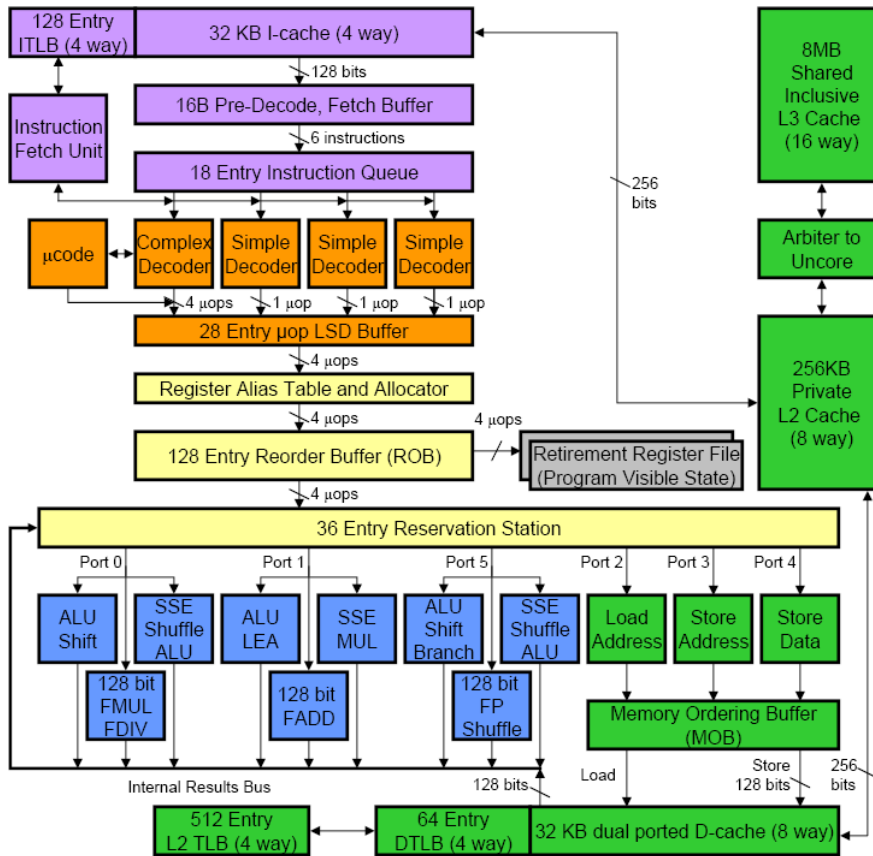 128 Entry
ITLB (4 way)
32 KB I-cache (4 way)
8MB
Shared
Inclusive
L3 Cache
(16 way)
128 bits
16B Pre-Decode, Fetch Buffer
Instruction
Fetch Unit
6 instructions
18 Entry Instruction Queue
256
bits
μcode
Complex
Decoder
Simple
Decoder
Simple
Decoder
Simple
Decoder
Arbiter to
Uncore
4 μops
1 μop
1 μop
1 μop
28 Entry μop LSD Buffer
4 μops
Register Alias Table and Allocator
256KB
Private
L2 Cache
(8 way)
4 μops
4 μops
128 Entry Reorder Buffer (ROB)
Retirement Register File
(Program Visible State)
4 μops
36 Entry Reservation Station
Port 0
Port 1
Port 5
Port 2
Port 3
Port 4
ALU
Shift
SSE
Shuffle
ALU
ALU
LEA
SSE
MUL
ALU
Shift
Branch
SSE
Shuffle
ALU
Load
Address
Store
Address
Store
Data
128 bit
FMUL
FDIV
128 bit
FADD
128 bit
FP
Shuffle
Memory Ordering Buffer
(MOB)
Internal Results Bus
128 bits
Load
Store
128 bits
256
bits
512 Entry
L2 TLB (4 way)
64 Entry
DTLB (4 way)
32 KB dual ported D-cache (8 way)